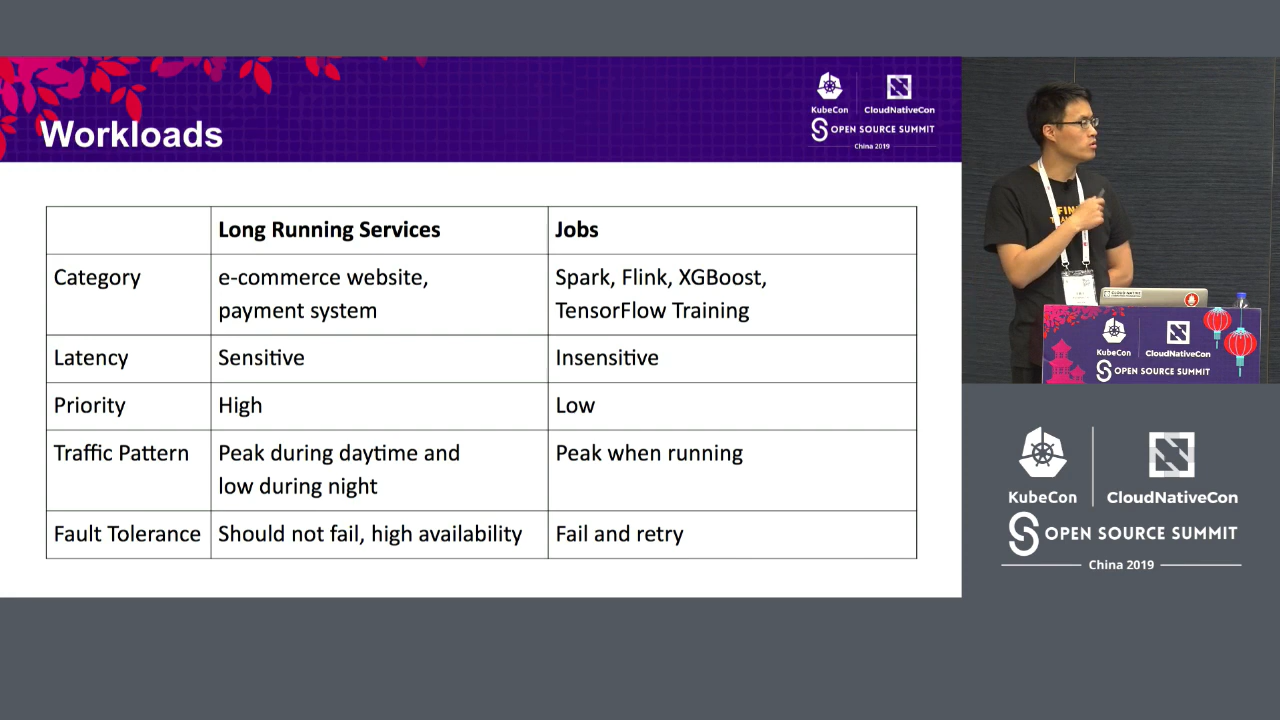 Workloads
KubeCon
CloudNativeCon
OPEN SOURCE SUMMIT
China 2019
Long Running Services
Jobs
Category
e-commerce website,
payment system
Spark, Flink, XGBoost,
TensorFlow Training
Latency
Sensitive
Insensitive
Priority
High
Low
Traffic Pattern
Peak during daytime and
low during night
Peak when running
Fault Tolerance
Should not fail, high availability
Fail and retry
KubeCon
CloudNativeCon
OPEN SOURCE SUMMIT
KubeCon
CloudNativeCon
OPEN SOURCE SUMMIT
China 2019